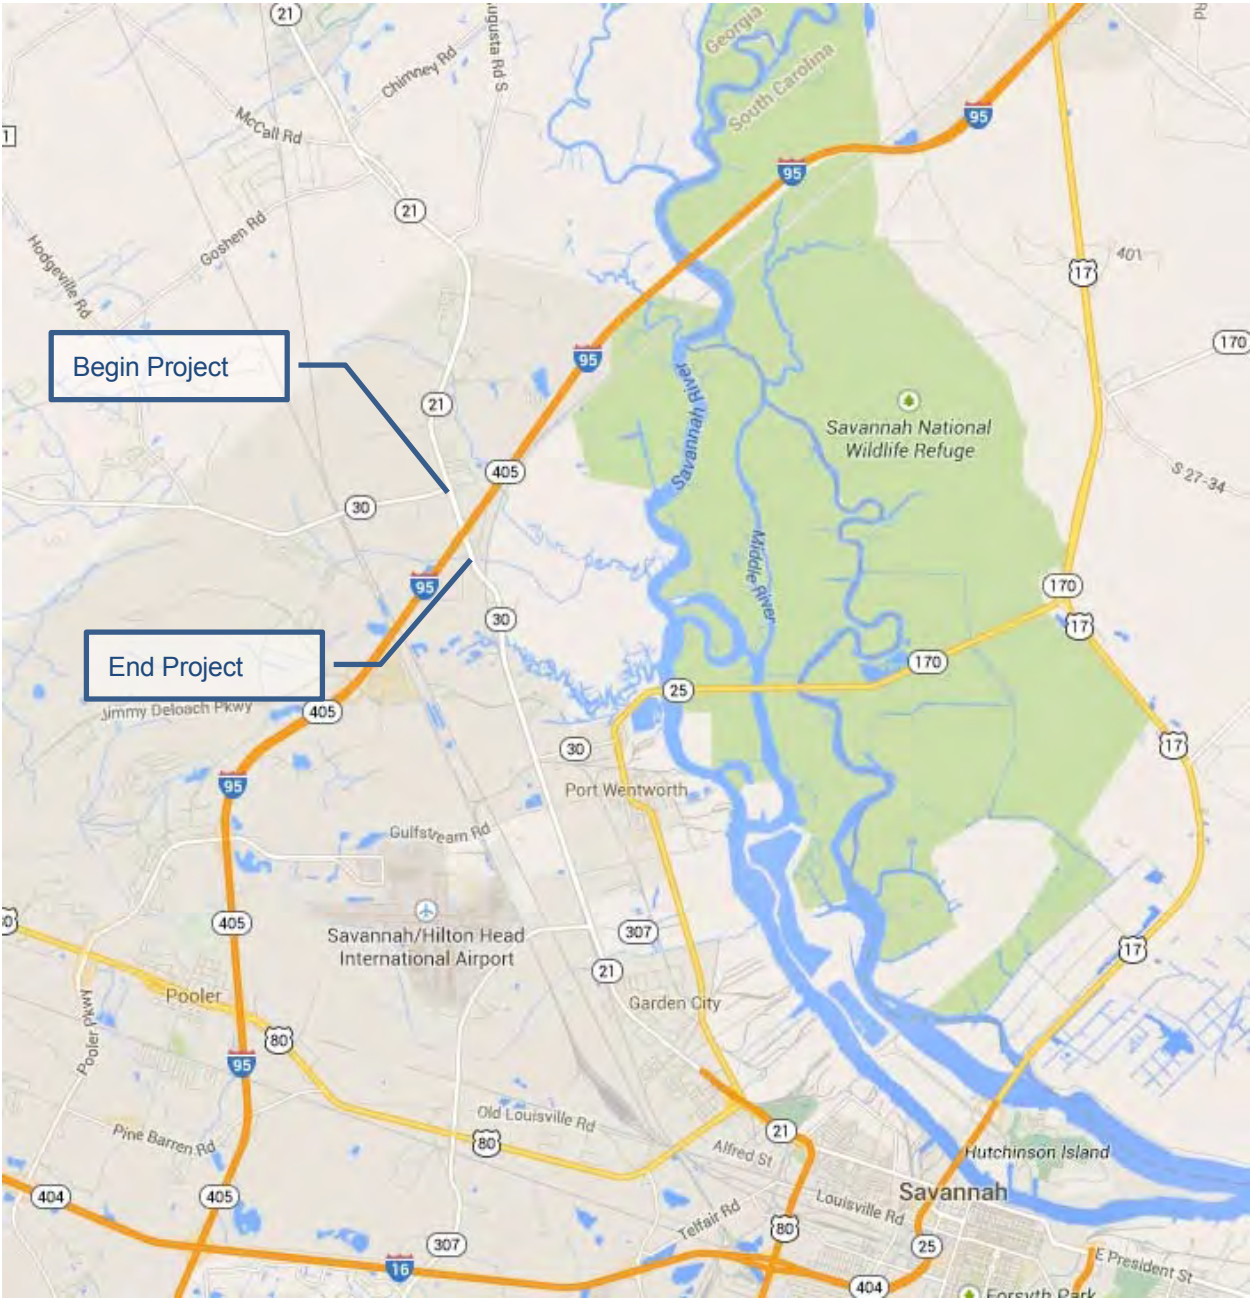 21
ugusta Rd S
Chimney Rd
Georgia
South Carolina
Rd
McCall Rd
1
95
95
21
Goshen Rd
Hodgeville Rd
401
17
170
Begin Project
95
21
Savannah River
Savannah National
Wildlife Refuge
405
S 27-34
30
Middle River
95
170
30
17
End Project
170
25
Jimmy Deloach Pkwy
405
30
17
95
Port Wentworth
Gulfstream Rd
405
307
Savannah/Hilton Head
International Airport
17
21
Pooler
Garden City
Pooler Pkwy
80
95
Old Louisville Rd
Pine Barren Rd
80
21
Alfred St
Hutchinson Island
404
405
Savannah
Louisville Rd
Telfair Rd
80
307
25
16
E President St
404
Forsyth Park